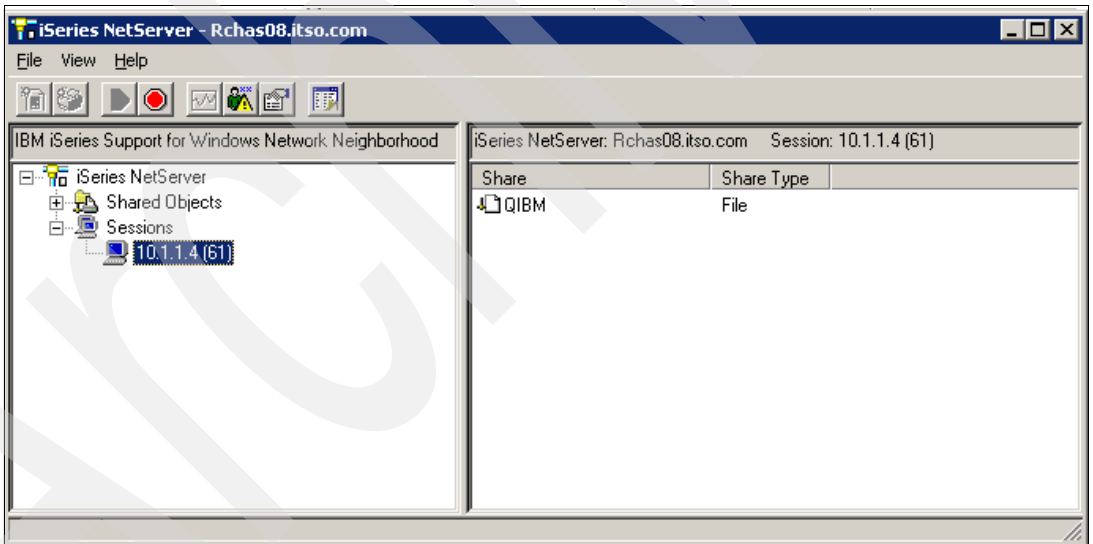 iSeries NetServer - Rchas08.itso.com
File View Help
IBM iSeries Support for Windows Network Neighborhood
iSeries NetServer: Rchas08.itso.com Session: 10.1.1.4 (61)
iSeries NetServer
Shared Objects
Sessions
10.1.1.4 (61)
Share Share Type
QIBM File